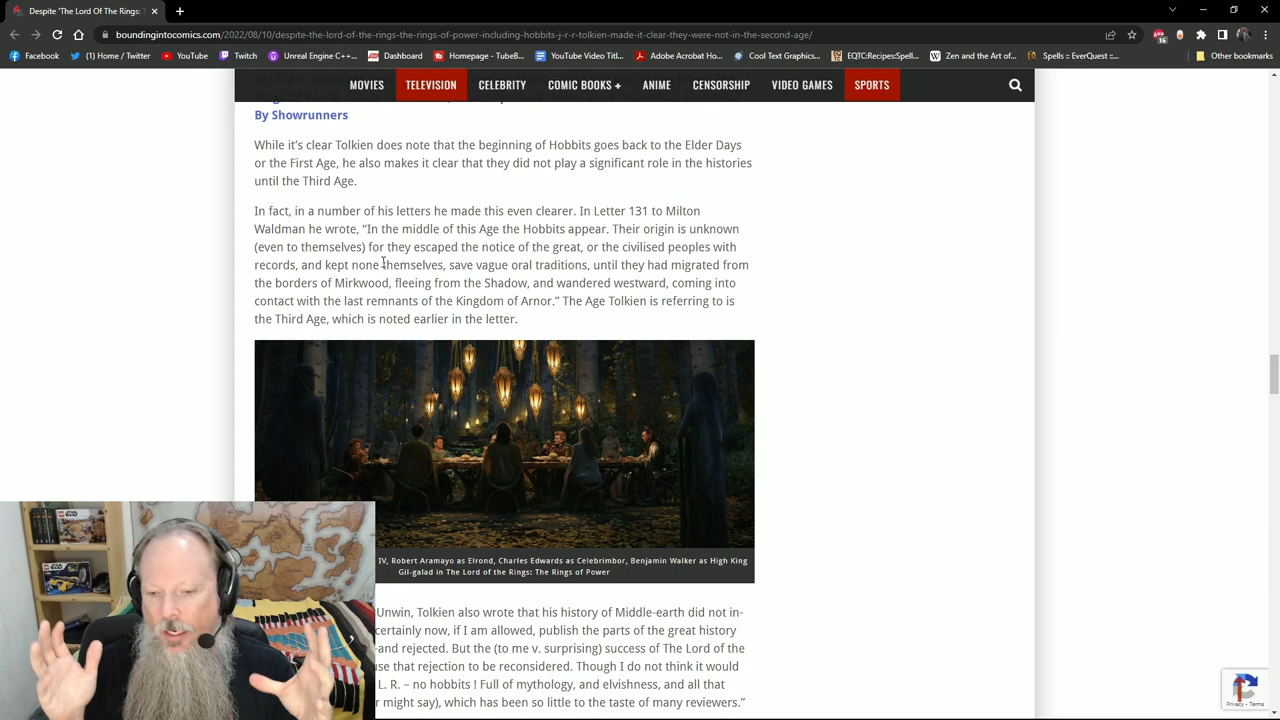 Despite The Lord of The Rings:
boundingintocomics.com/2022/08/10/despite-the-lord-of-the-rings-the-rings-of-power-including-hobbits-j-r-r-tolkien-made-it-clear-they-were-not-in-the-second-age/
Facebook (1) Home / Twitter Twitch Unreal Engine C++... Dashboard Homepage - TubeB... YouTube Lord of the Rings TC... Adobe Acrobat Ho... Spells - EverQuest :... EQITC:RecipesSpell... Zen the Art of...
MOVIES TELEVISION CELEBRITY COMIC BOOKS + ANIME CENSORSHIP VIDEO GAMES SPORTS
By Showrunners
While it's clear Tolkien does note that the beginning of Hobbits goes back to the Elder Days
or the First Age, he also makes it clear that they did not play a significant role in the histories
until the Third Age.
In fact, in a number of his letters he made this even clearer. In Letter 131 to Milton
Waldman he wrote, “In the middle of this Age the Hobbits appear. Their origin is unknown
(even to themselves) for they escaped the notice of the great, or the civilised peoples with
records, and kept none themselves, save vague oral traditions, until they had migrated from
the borders of Mirkwood, fleeing from the Shadow, and wandered westward, coming into
contact with the last remnants of the Kingdom of Arnor.” The Age Tolkien is referring to is
the Third Age, which is noted earlier in the letter.
IV, Robert Aramayo as Elrond, Charles Edwards as Celebrimbor, Benjamin Walker as High King
Gil-galad in The Lord of the Rings: The Rings of Power
Unwin, Tolkien also wrote that his history of Middle-earth did not in-
certainly now, if I am allowed, publish the parts of the great history
and rejected. But the (to me v. surprising) success of The Lord of the
se that rejection to be reconsidered. Though I do not think it would
L. R. – no hobbits ! Full of mythology, and elvishness, and all that
r might say), which has been so little to the taste of many reviewers.”
Privacy - Terms